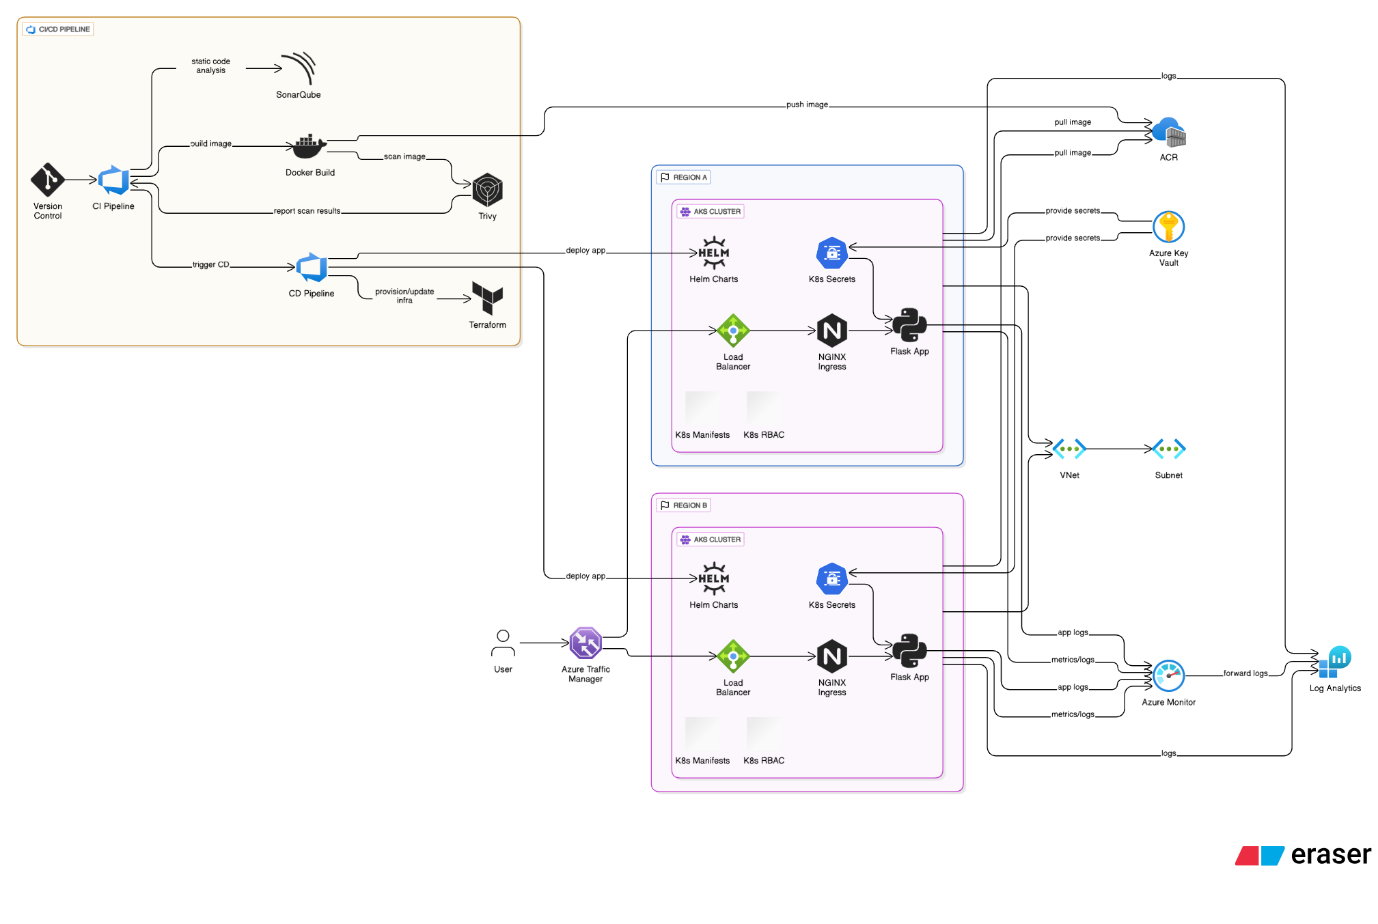 CI/CD PIPELINE
static code
analysis
SonarQube
build image
Docker Build
scan image
Version
Control
CI Pipeline
report scan results
Trivy
trigger CD
CD Pipeline
provision/update
infra
Terraform
push image
deploy app
deploy app
REGION A
AKS CLUSTER
Helm Charts
K8s Secrets
Load
Balancer
NGINX
Ingress
Flask App
K8s Manifests
K8s RBAC
REGION B
AKS CLUSTER
Helm Charts
K8s Secrets
Load
Balancer
NGINX
Ingress
Flask App
K8s Manifests
K8s RBAC
User
Azure Traffic
Manager
logs
pull image
pull image
ACR
provide secrets
provide secrets
Azure Key
Vault
VNet
Subnet
app logs
metrics/logs
app logs
metrics/logs
Azure Monitor
forward logs
Log Analytics
logs
HELM
HELM
N
N
eraser